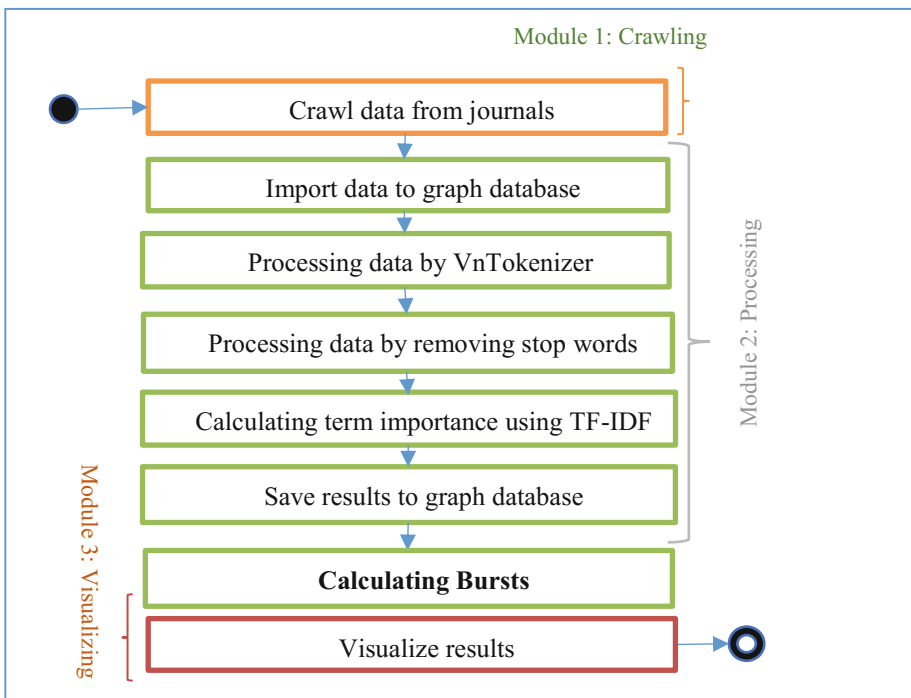 Module 1: Crawling
Crawl data from journals
Import data to graph database
Processing data by VnTokenizer
Processing data by removing stop words
Calculating term importance using TF-IDF
Save results to graph database
Module 2: Processing
Calculating Bursts
Visualize results
Module 3: Visualizing